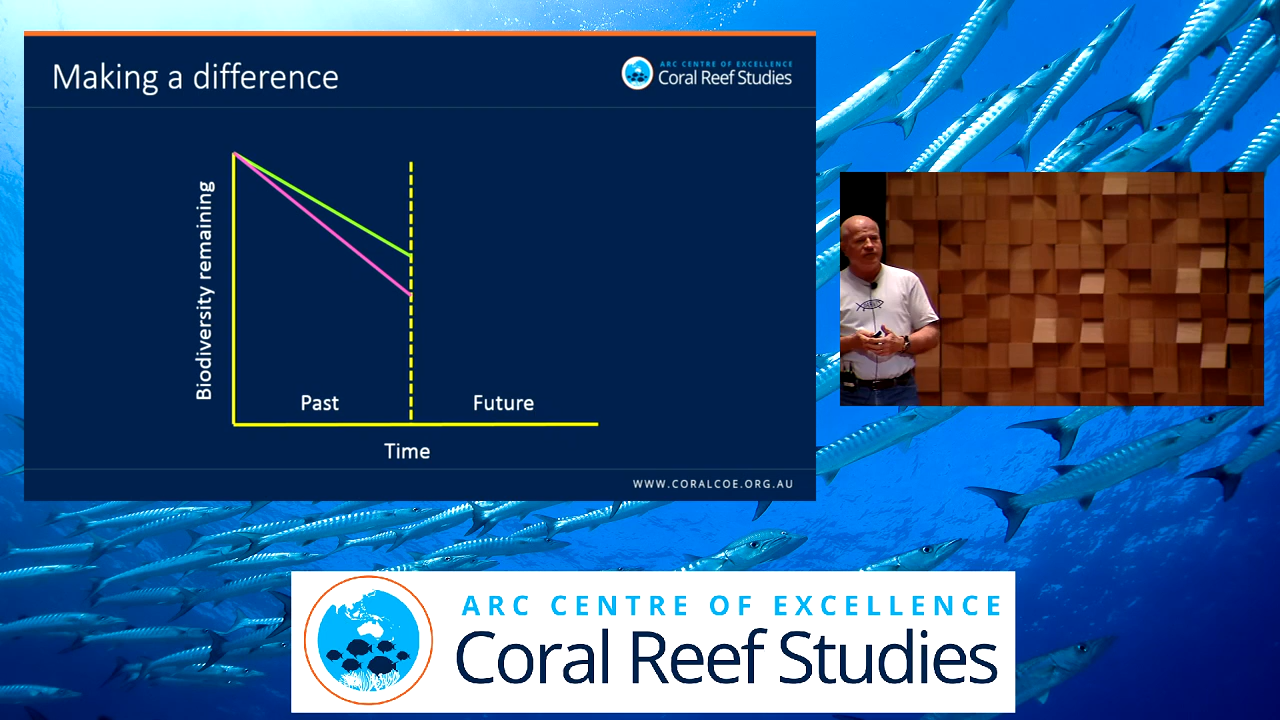 Making a difference
ARC CENTRE OF EXCELLENCE
Coral Reef Studies
Biodiversity remaining
Past
Future
Time
WWW.CORALCOE.ORG.AU
ARC CENTRE OF EXCELLENCE
Coral Reef Studies